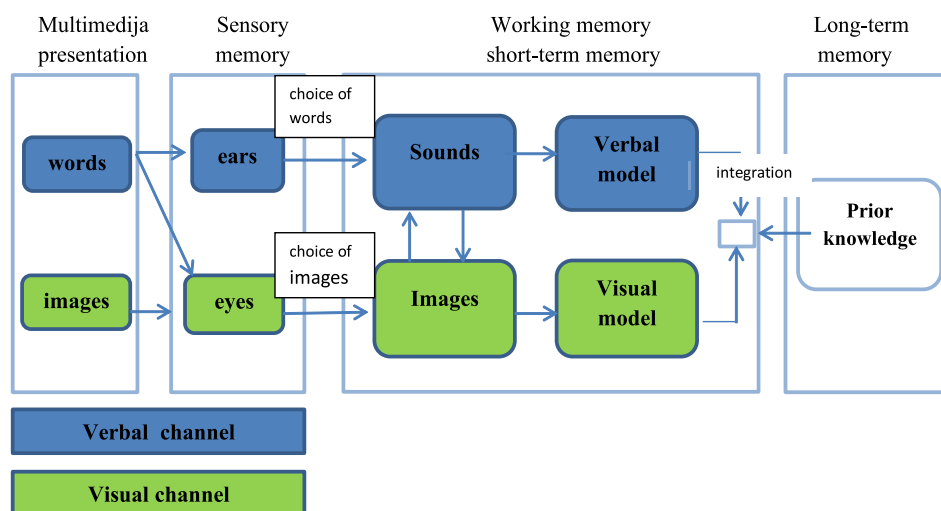 Multimedija
presentation
Sensory
memory
Working memory
short-term memory
Long-term
memory
choice of
words
words
ears
Sounds
Verbal
model
integration
Prior
knowledge
choice of
images
images
eyes
Images
Visual
model
Verbal channel
Visual channel